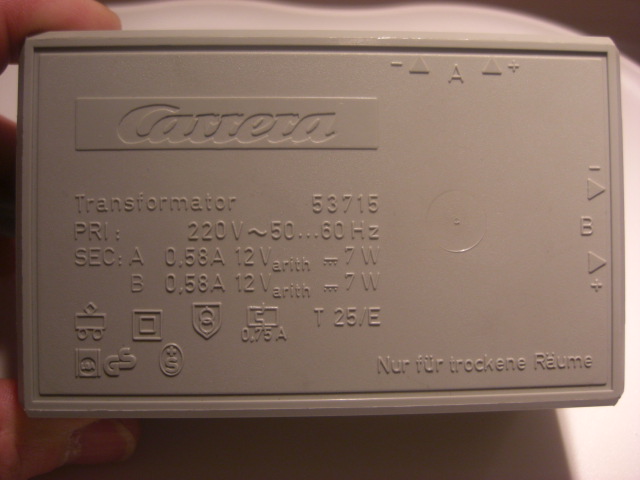 - A +
Carrera
Transformator 53715
PRI: 220V~50...60Hz
SEC: A 0,58A 12Varith ⎓ 7W
B 0,58A 12Varith ⎓ 7W
- B +
0,75A T 25/E
GS S
Nur für trockene Räume